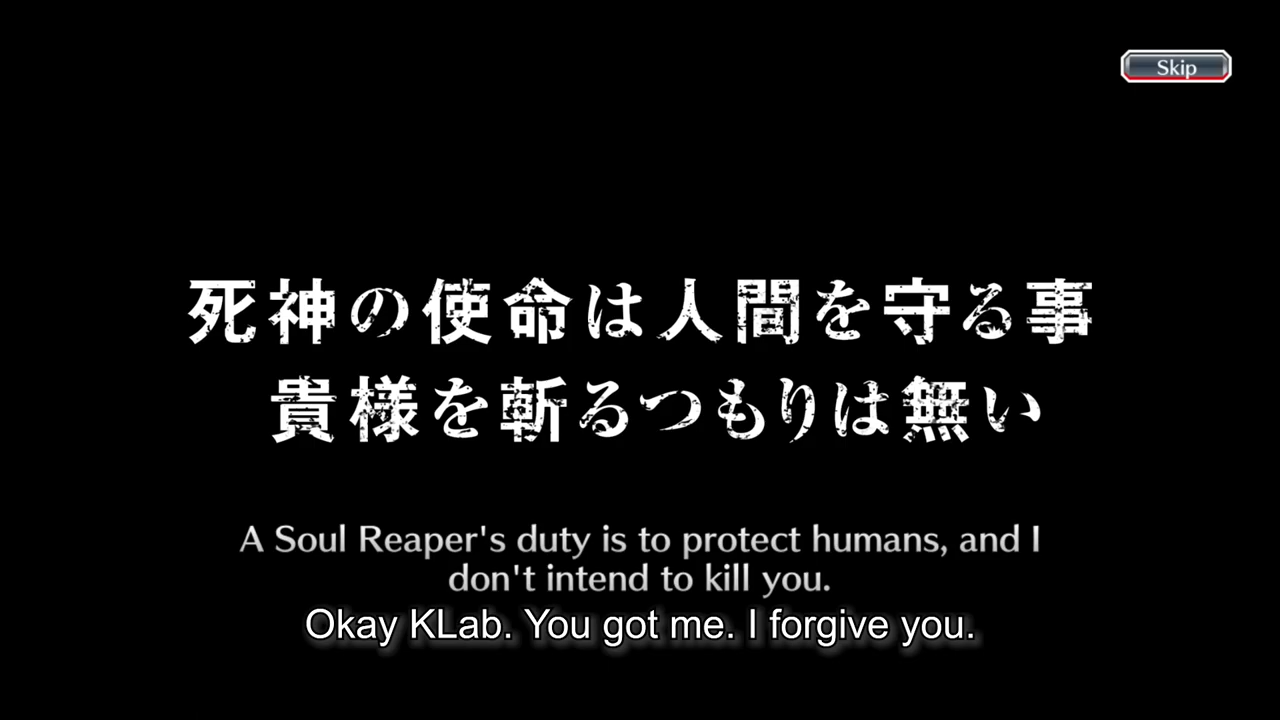 Skip
死神の使命は人間を守る事
貴様を斬るつもりは無い
A Soul Reaper's duty is to protect humans, and I
don't intend to kill you.
Okay KLab. You got me. I forgive you.